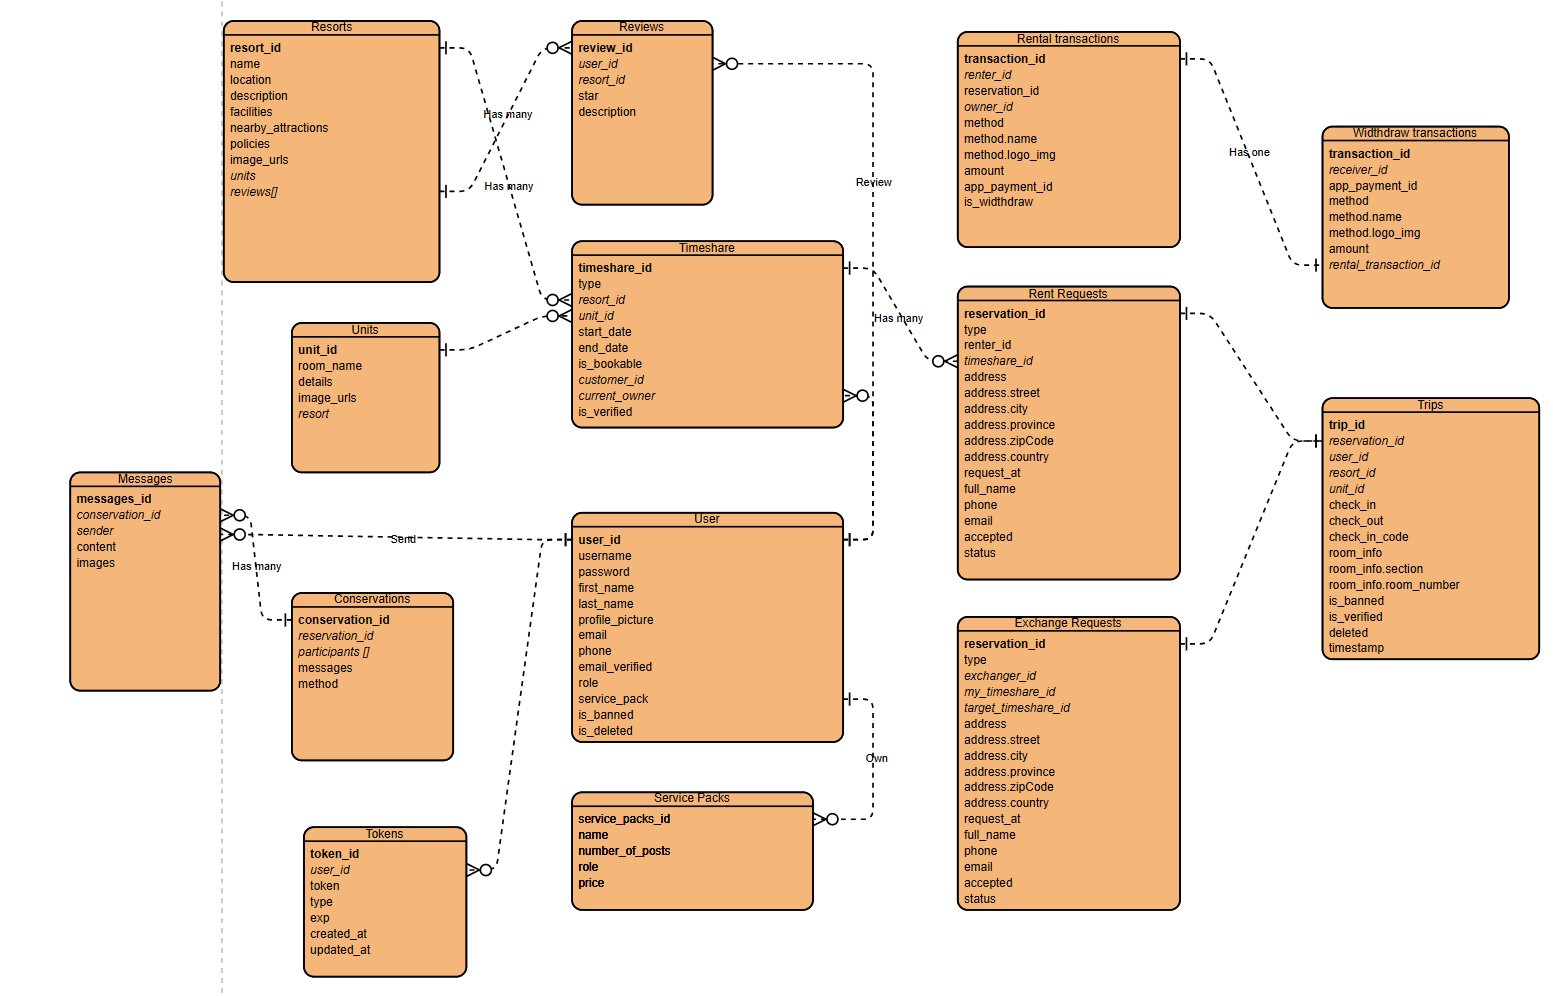 Resorts
resort_id
name
location
description
facilities
nearby_attractions
policies
image_urls
units
reviews[]
Reviews
review_id
user_id
resort_id
star
description
Has many
Has many
Review
Rental transactions
transaction_id
renter_id
reservation_id
owner_id
method
method.name
method.logo_img
amount
app_payment_id
is_widthdraw
Has one
Widthdraw transactions
transaction_id
receiver_id
app_payment_id
method
method.name
method.logo_img
amount
rental_transaction_id
Timeshare
timeshare_id
type
resort_id
unit_id
start_date
end_date
is_bookable
customer_id
current_owner
is_verified
Has many
Units
unit_id
room_name
details
image_urls
resort
Rent Requests
reservation_id
type
renter_id
timeshare_id
address
address.street
address.city
address.province
address.zipCode
address.country
request_at
full_name
phone
email
accepted
status
Trips
trip_id
reservation_id
user_id
resort_id
unit_id
check_in
check_out
check_in_code
room_info
room_info.section
room_info.room_number
is_banned
is_verified
deleted
timestamp
Messages
messages_id
conservation_id
sender
content
images
Send
Has many
User
user_id
username
password
first_name
last_name
profile_picture
email
phone
email_verified
role
service_pack
is_banned
is_deleted
Conservations
conservation_id
reservation_id
participants []
messages
method
Own
Exchange Requests
reservation_id
type
exchanger_id
my_timeshare_id
target_timeshare_id
address
address.street
address.city
address.province
address.zipCode
address.country
request_at
full_name
phone
email
accepted
status
Service Packs
service_packs_id
name
number_of_posts
role
price
Tokens
token_id
user_id
token
type
exp
created_at
updated_at